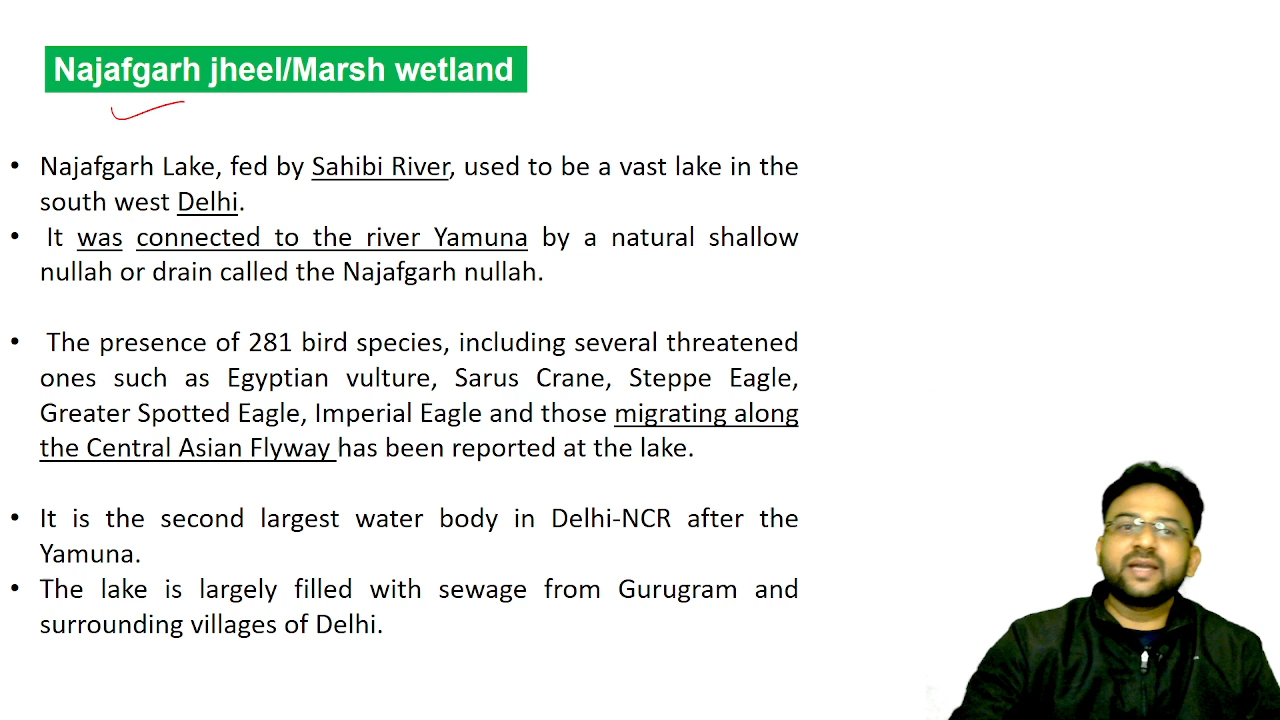 Najafgarh jheel/Marsh wetland
• Najafgarh Lake, fed by Sahibi River, used to be a vast lake in the
south west Delhi.
• It was connected to the river Yamuna by a natural shallow
nullah or drain called the Najafgarh nullah.
• The presence of 281 bird species, including several threatened
ones such as Egyptian vulture, Sarus Crane, Steppe Eagle,
Greater Spotted Eagle, Imperial Eagle and those migrating along
the Central Asian Flyway has been reported at the lake.
• It is the second largest water body in Delhi-NCR after the
Yamuna.
• The lake is largely filled with sewage from Gurugram and
surrounding villages of Delhi.